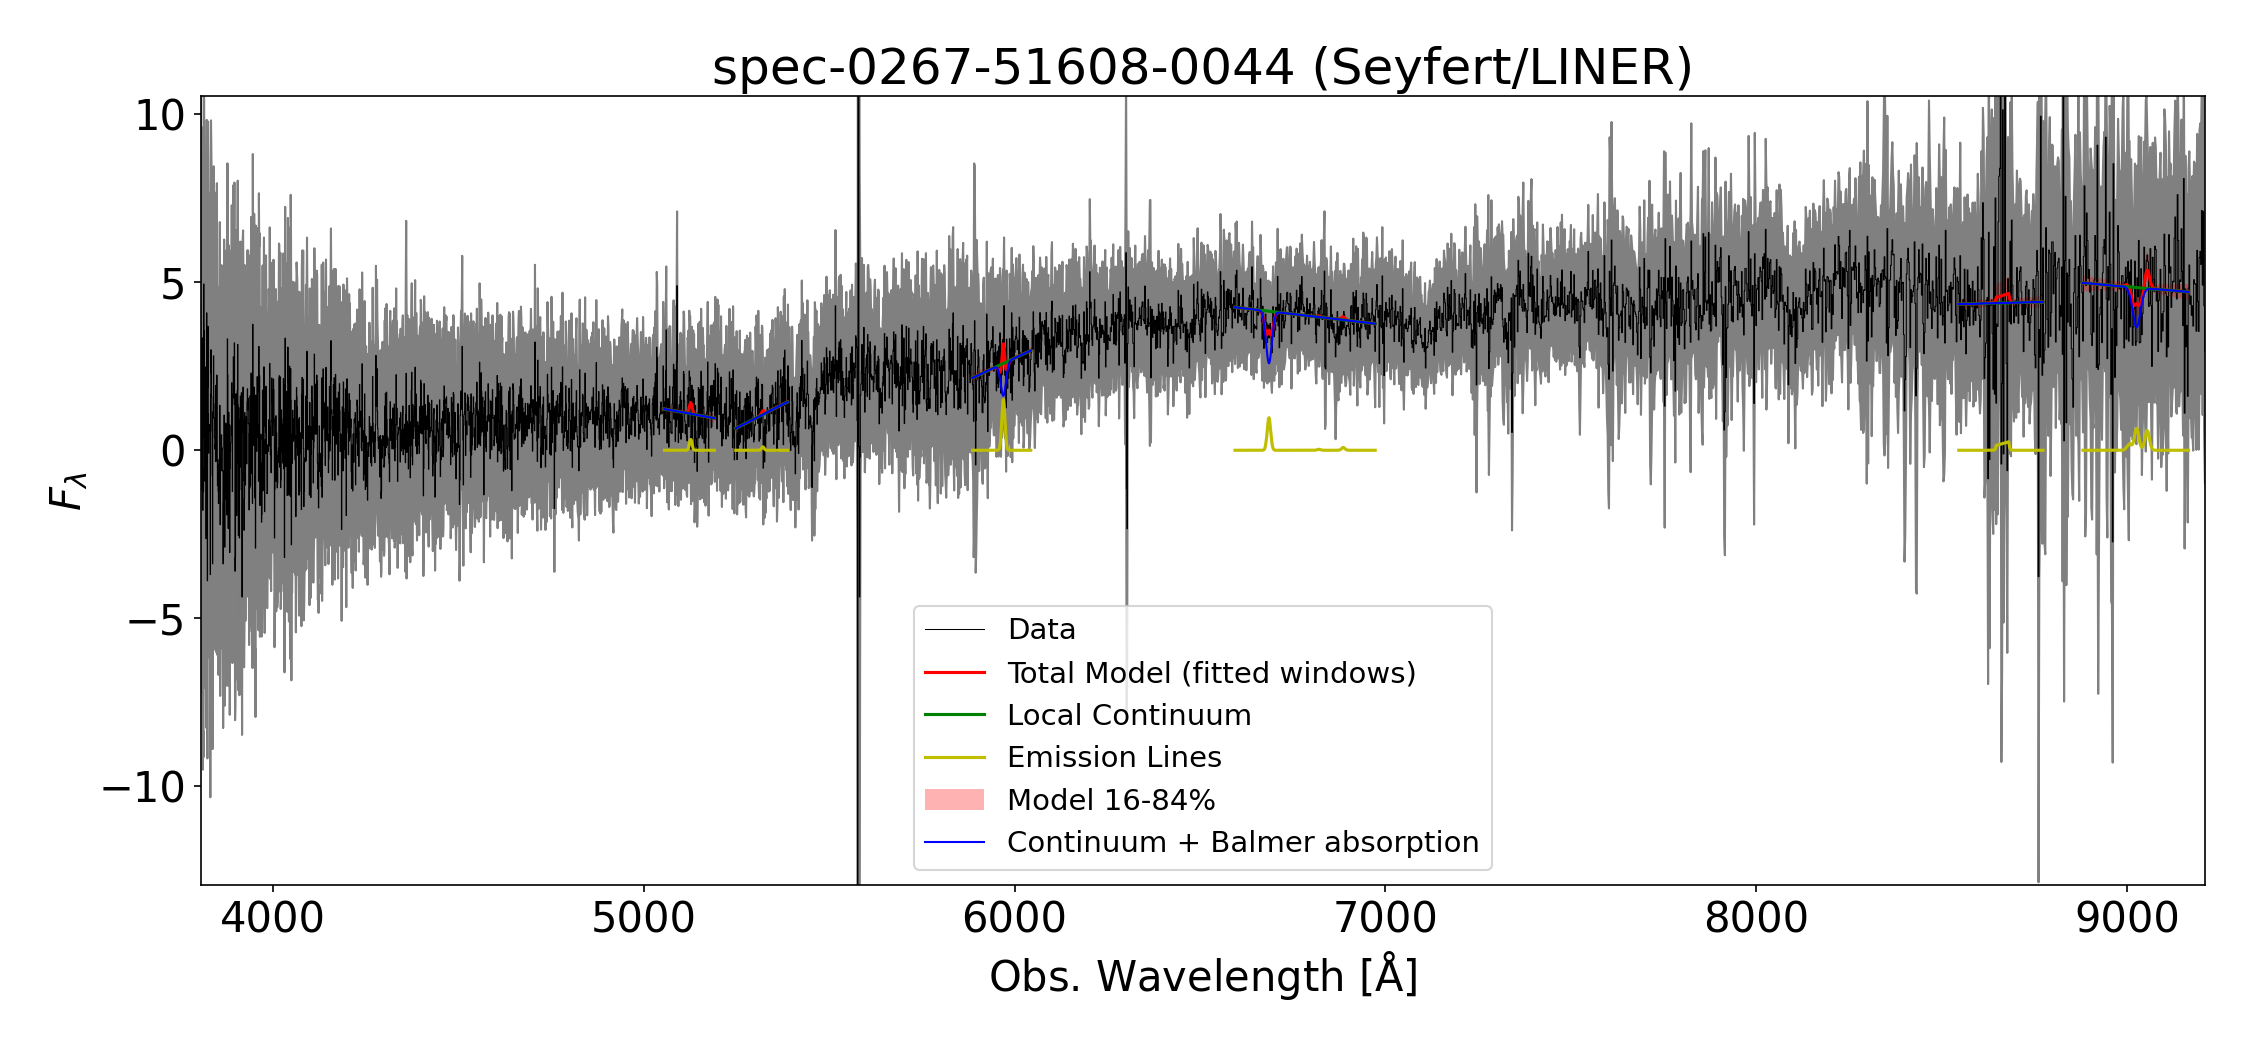 spec-0267-51608-0044 (Seyfert/LINER)
10
5
0
−5
−10
Fλ
Data
Total Model (fitted windows)
Local Continuum
Emission Lines
Model 16-84%
Continuum + Balmer absorption
4000 5000 6000 7000 8000 9000
Obs. Wavelength [Å]